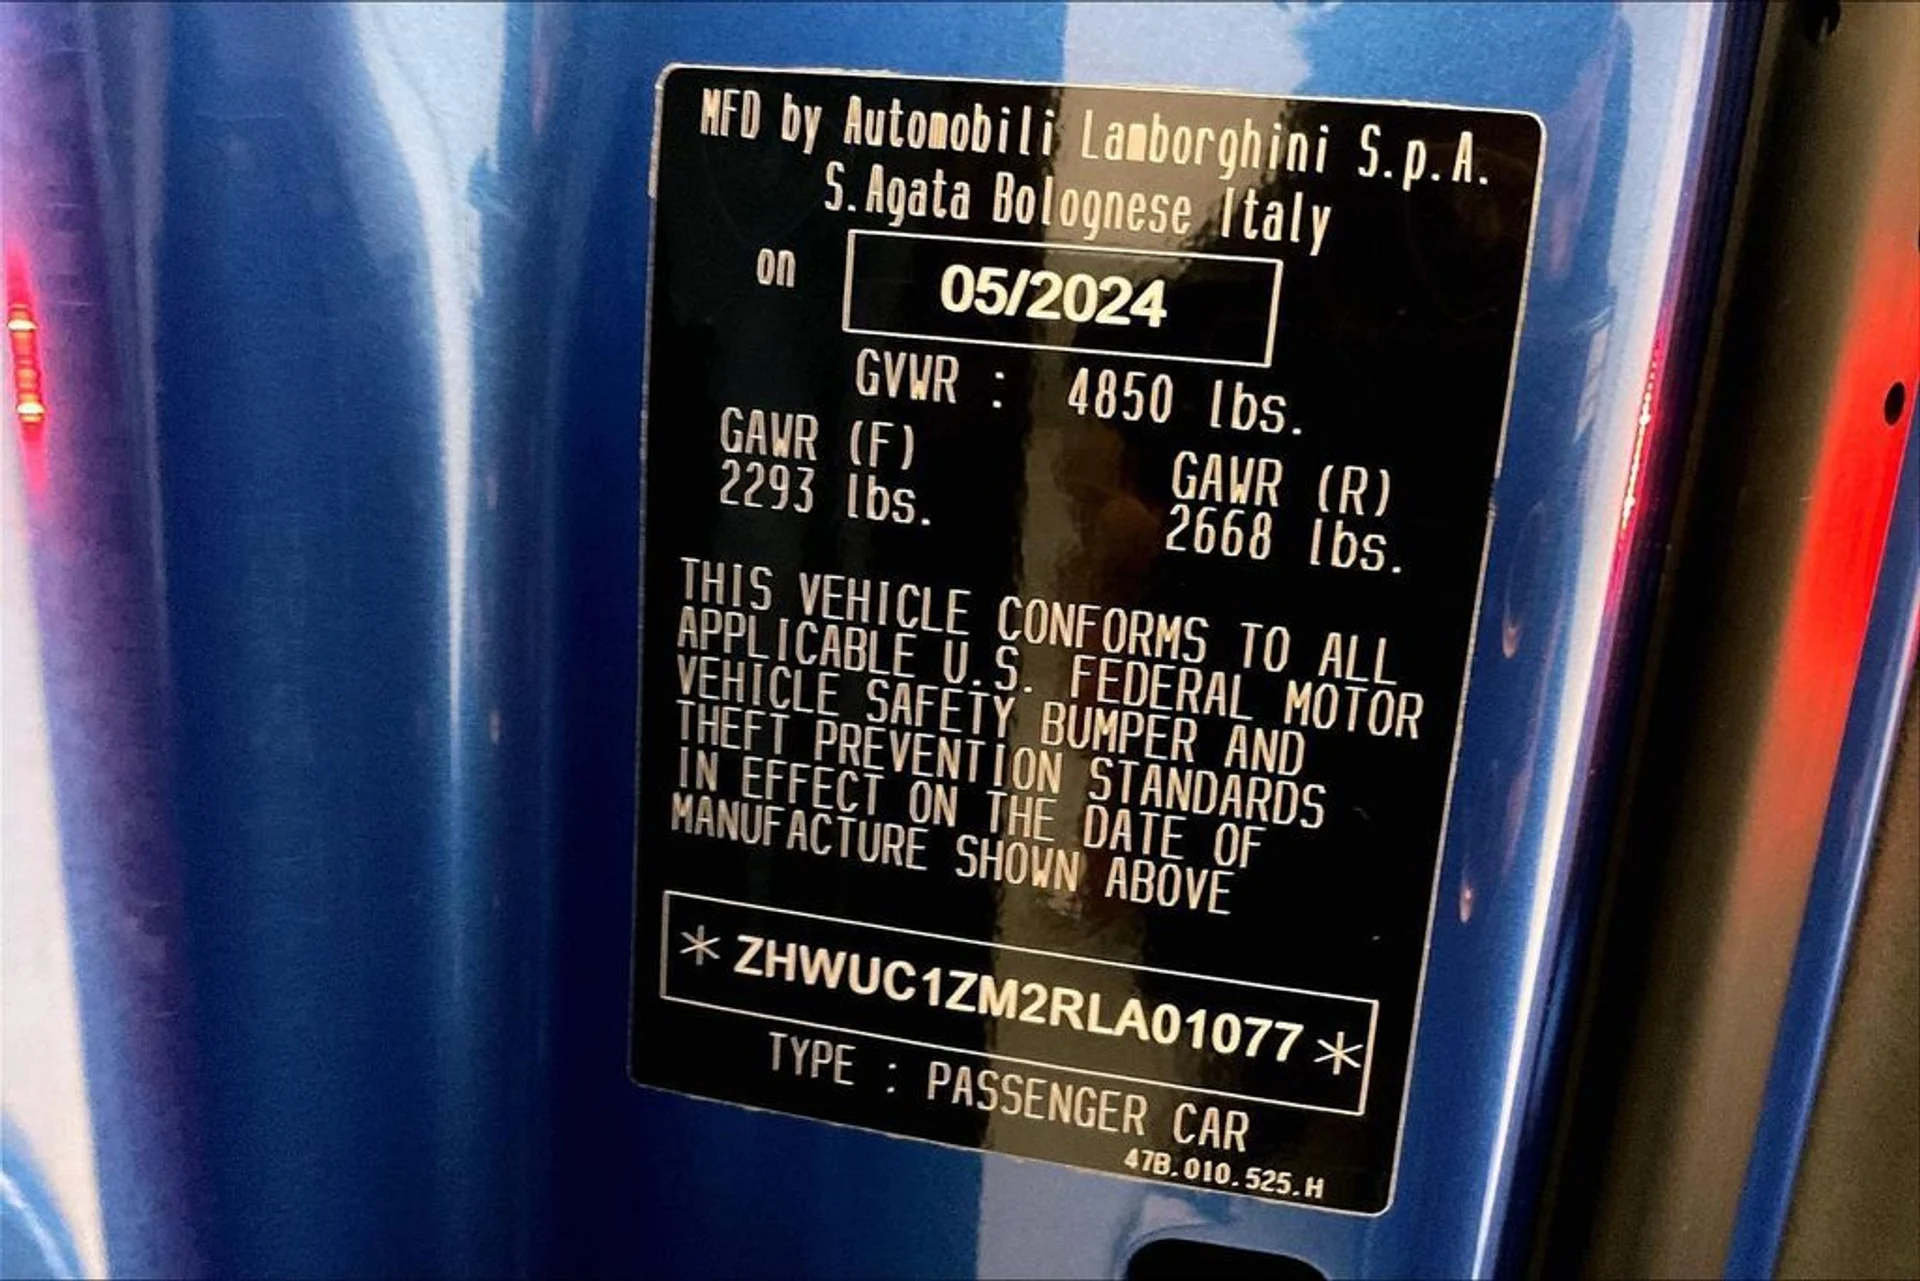 MFD by Automobili Lamborghini S.p.A.
S.Agata Bolognese Italy
on 05/2024
GVWR : 4850 lbs.
GAWR (F) GAWR (R)
2293 lbs. 2668 lbs.
THIS VEHICLE CONFORMS TO ALL
APPLICABLE U.S. FEDERAL MOTOR
VEHICLE SAFETY BUMPER AND
THEFT PREVENTION STANDARDS
IN EFFECT ON THE DATE OF
MANUFACTURE SHOWN ABOVE
* ZHWUC1ZM2RLA01077 *
TYPE : PASSENGER CAR
47B.010.525.H